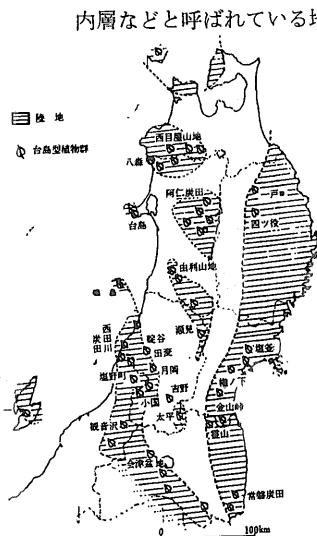 内層などと呼ばれている
陸地
台島型植物群
西目屋山地
八森
阿仁炭田
一戸
台島
四ツ役
由利山地
西
炭田
田川
碇谷
田麦
塩釜
塩野町
月岡
小国
吉野
太平
金山峠
観音沢
霊山
会津盆地
常磐炭田
0 100km